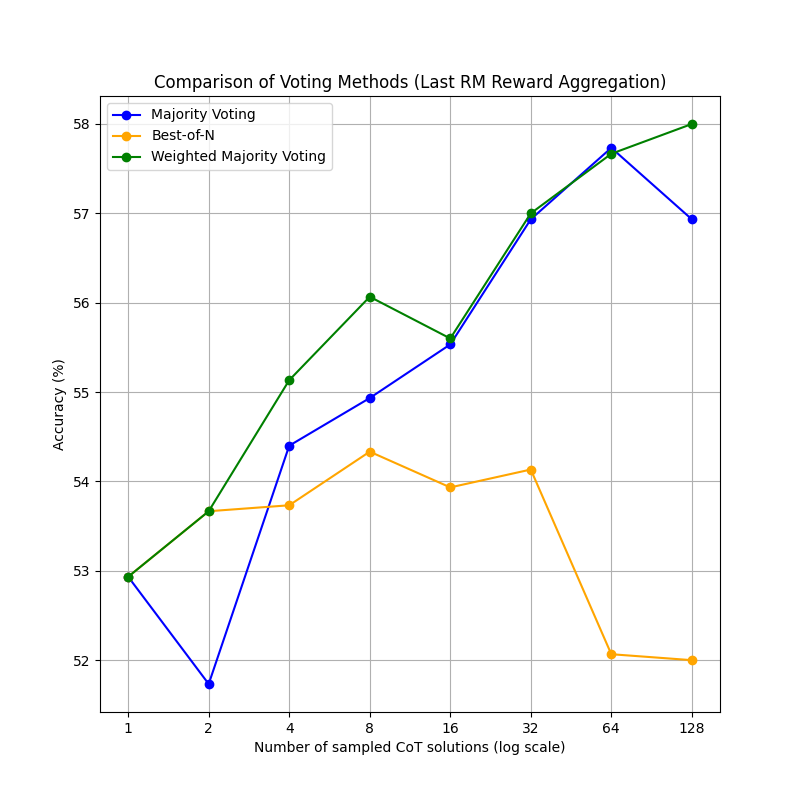 Comparison of Voting Methods (Last RM Reward Aggregation)
Majority Voting
Best-of-N
Weighted Majority Voting
58
57
56
55
54
53
52
Accuracy (%)
1 2 4 8 16 32 64 128
Number of sampled CoT solutions (log scale)